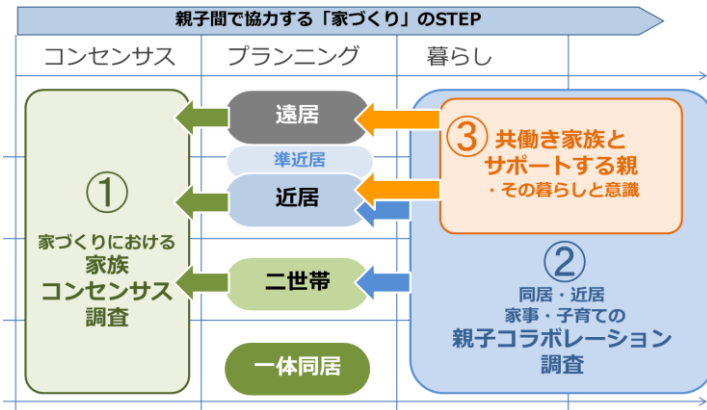 親子間で協力する「家づくり」のSTEP
コンセンサス
プランニング
暮らし
①
家づくりにおける
家族
コンセンサス
調査
遠居
準近居
近居
二世帯
一体同居
③ 共働き家族と
サポートする親
・その暮らしと意識
②
同居・近居
家事・子育ての
親子コラボレーション
調査